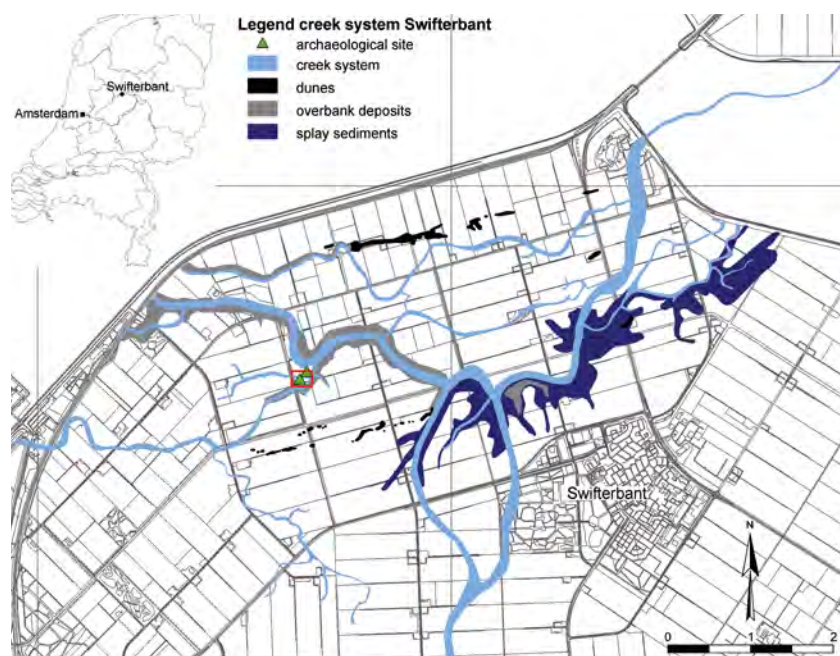 Legend creek system Swifterbant
archaeological site
creek system
dunes
overbank deposits
splay sediments
Swifterbant
Amsterdam
Swifterbant
N
0 1 2